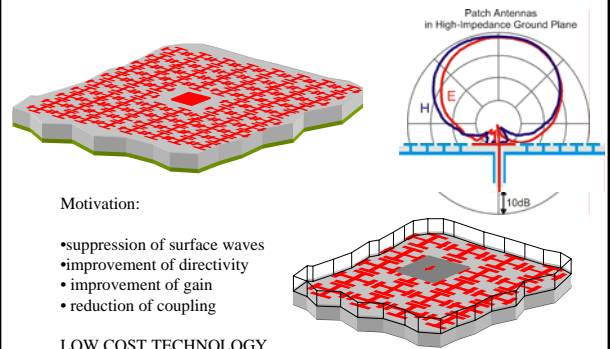 Patch Antennas
in High-Impedance Ground Plane
H
E
10dB
Motivation:
•suppression of surface waves
•improvement of directivity
• improvement of gain
• reduction of coupling
LOW COST TECHNOLOGY